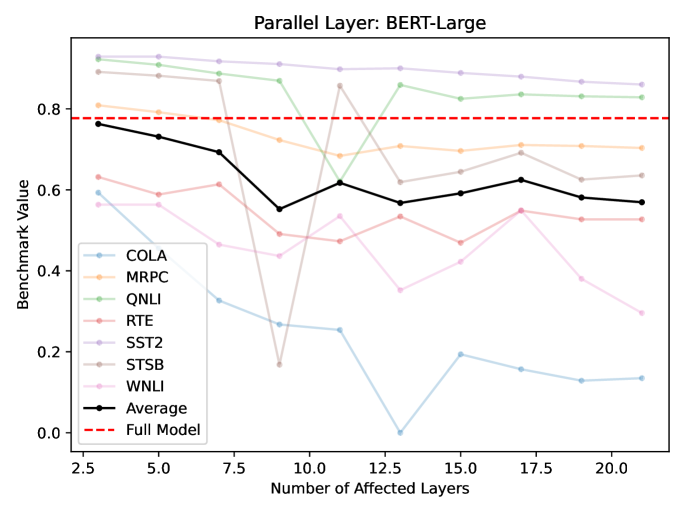 Parallel Layer: BERT-Large
Benchmark Value
0.8
0.6
0.4
0.2
0.0
COLA
MRPC
QNLI
RTE
SST2
STSB
WNLI
Average
Full Model
2.5 5.0 7.5 10.0 12.5 15.0 17.5 20.0
Number of Affected Layers